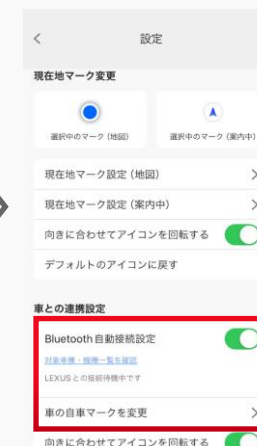 設定
現在地マーク変更
選択中のマーク (地図) 選択中のマーク (案内中)
現在地マーク設定 (地図)
現在地マーク設定 (案内中)
向きに合わせてアイコンを回転する
デフォルトのアイコンに戻す
車との連携設定
Bluetooth自動接続設定
対象車種・機種一覧を確認
LEXUSとの接続待機中です
車の自車マークを変更
向きに合わせてアイコンを回転する